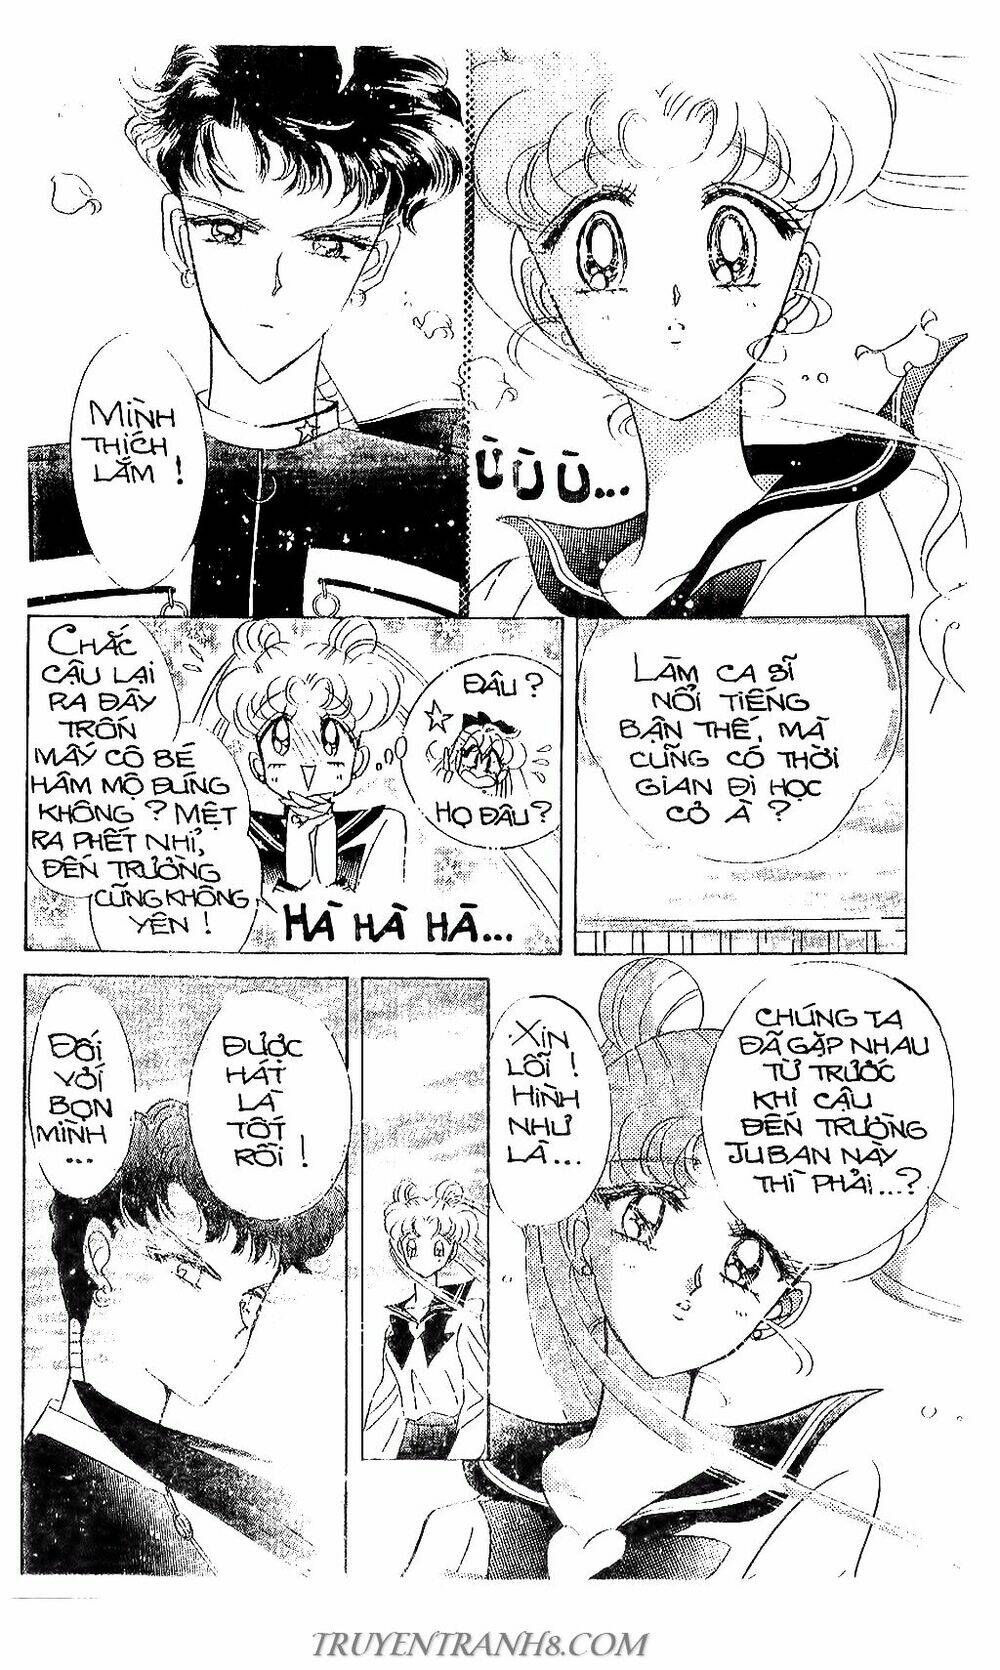 MÌNH
THÍCH
LẮM !
Ù Ù Ù...
CHẮC
CẬU LẠI
RA ĐÂY
TRỐN
MẤY CÔ BÉ
HÂM MỘ ĐÚNG
KHÔNG ? MỆT
RA PHẾT NHỈ,
ĐẾN TRƯỜNG
CŨNG KHÔNG
YÊN !
ĐÂU ?
HỌ ĐÂU ?
HÀ HÀ HÀ...
LÀM CA SĨ
NỔI TIẾNG
BẬN THẾ, MÀ
CŨNG CÓ THỜI
GIAN ĐI HỌC
CƠ À ?
ĐỐI
VỚI
BỌN
MÌNH
...
ĐƯỢC
HÁT
LÀ
TỐT
RỒI !
XIN
LỖI !
HÌNH
NHƯ
LÀ...
CHÚNG TA
ĐÃ GẶP NHAU
TỪ TRƯỚC
KHI CẬU
ĐẾN TRƯỜNG
JUBAN NÀY
THÌ PHẢI...?
TRUYENTRANH8.COM